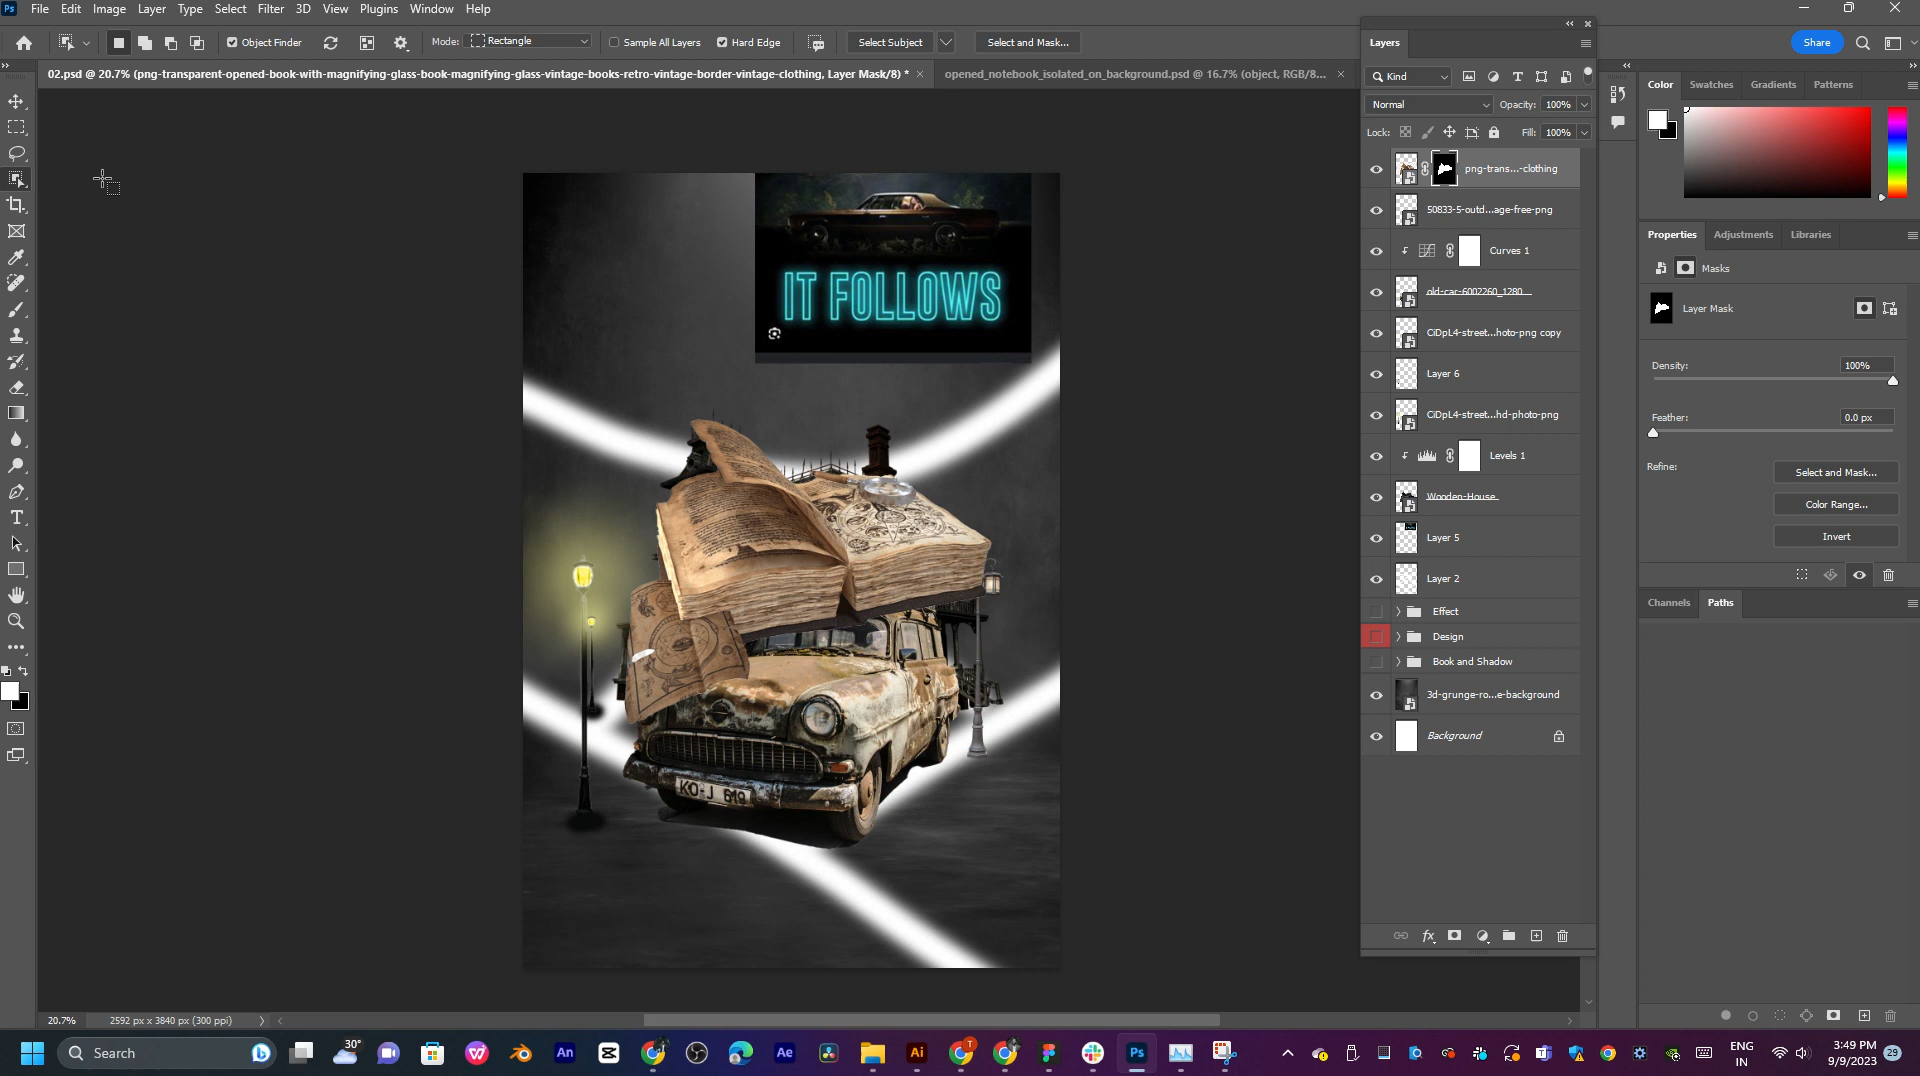 File Edit Image Layer Type Select Filter 3D View Plugins Window Help
Mode: Rectangle
Object Finder
Sample All Layers
Hard Edge
Select Subject
Select and Mask...
Share
02.psd @ 20.7% (png-transparent-opened-book-with-magnifying-glass-book-magnifying-glass-vintage-books-retro-vintage-border-vintage-clothing, Layer Mask/8) *
opened_notebook_isolated_on_background.psd @ 16.7% (object, RGB/8...
IT FOLLOWS
KO-J 619
Layers
Kind
Normal
Opacity: 100%
Lock:
Fill: 100%
png-trans...-clothing
50833-5-outd...age-free-png
Curves 1
old-car-6002260_1280
CiDpL4-street...hoto-png copy
Layer 6
CiDpL4-street...hd-photo-png
Levels 1
Wooden-House
Layer 5
Layer 2
Effect
Design
Book and Shadow
3d-grunge-ro...e-background
Background
Color Swatches Gradients Patterns
Properties Adjustments Libraries
Masks
Layer Mask
Density: 100%
Feather: 0.0 px
Refine:
Select and Mask...
Color Range...
Invert
Channels Paths
20.7%
2592 px x 3840 px (300 ppi)
Search
30°
An
Ae
Ai
T
Ps
ENG
IN
3:49 PM
9/9/2023
29